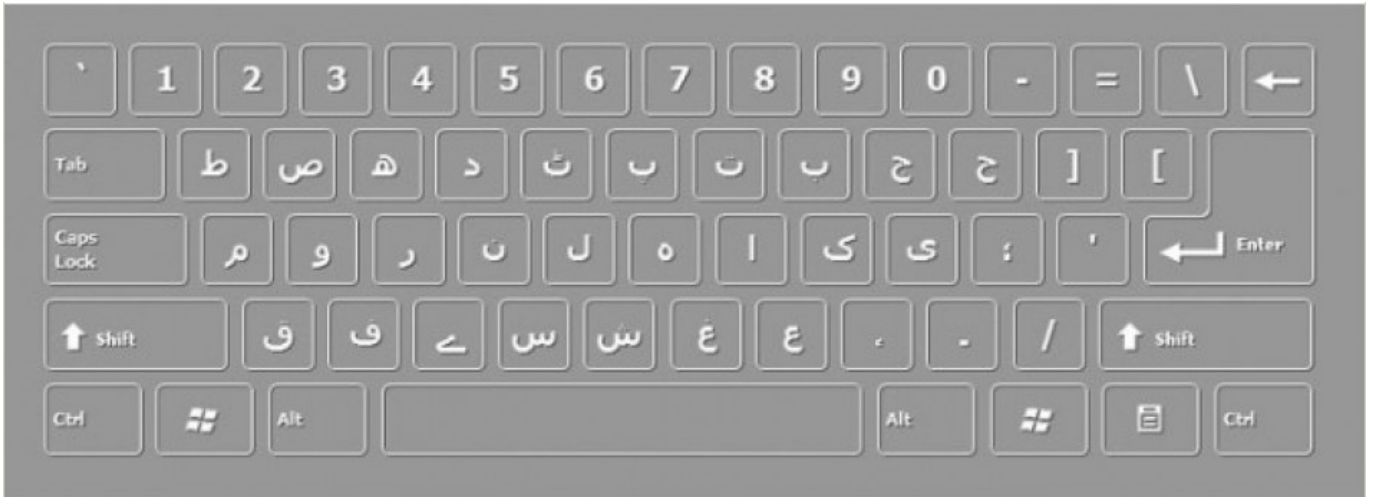 ` 1 2 3 4 5 6 7 8 9 0 - = \ ←
Tab ط ص ھ د ٹ پ ت ب ج ح ] [
Caps Lock م و ر ن ل ہ ا ک ی ؛ ' Enter
Shift ق ف ے س ش غ ع ، ۔ / Shift
Ctrl Alt Alt Ctrl